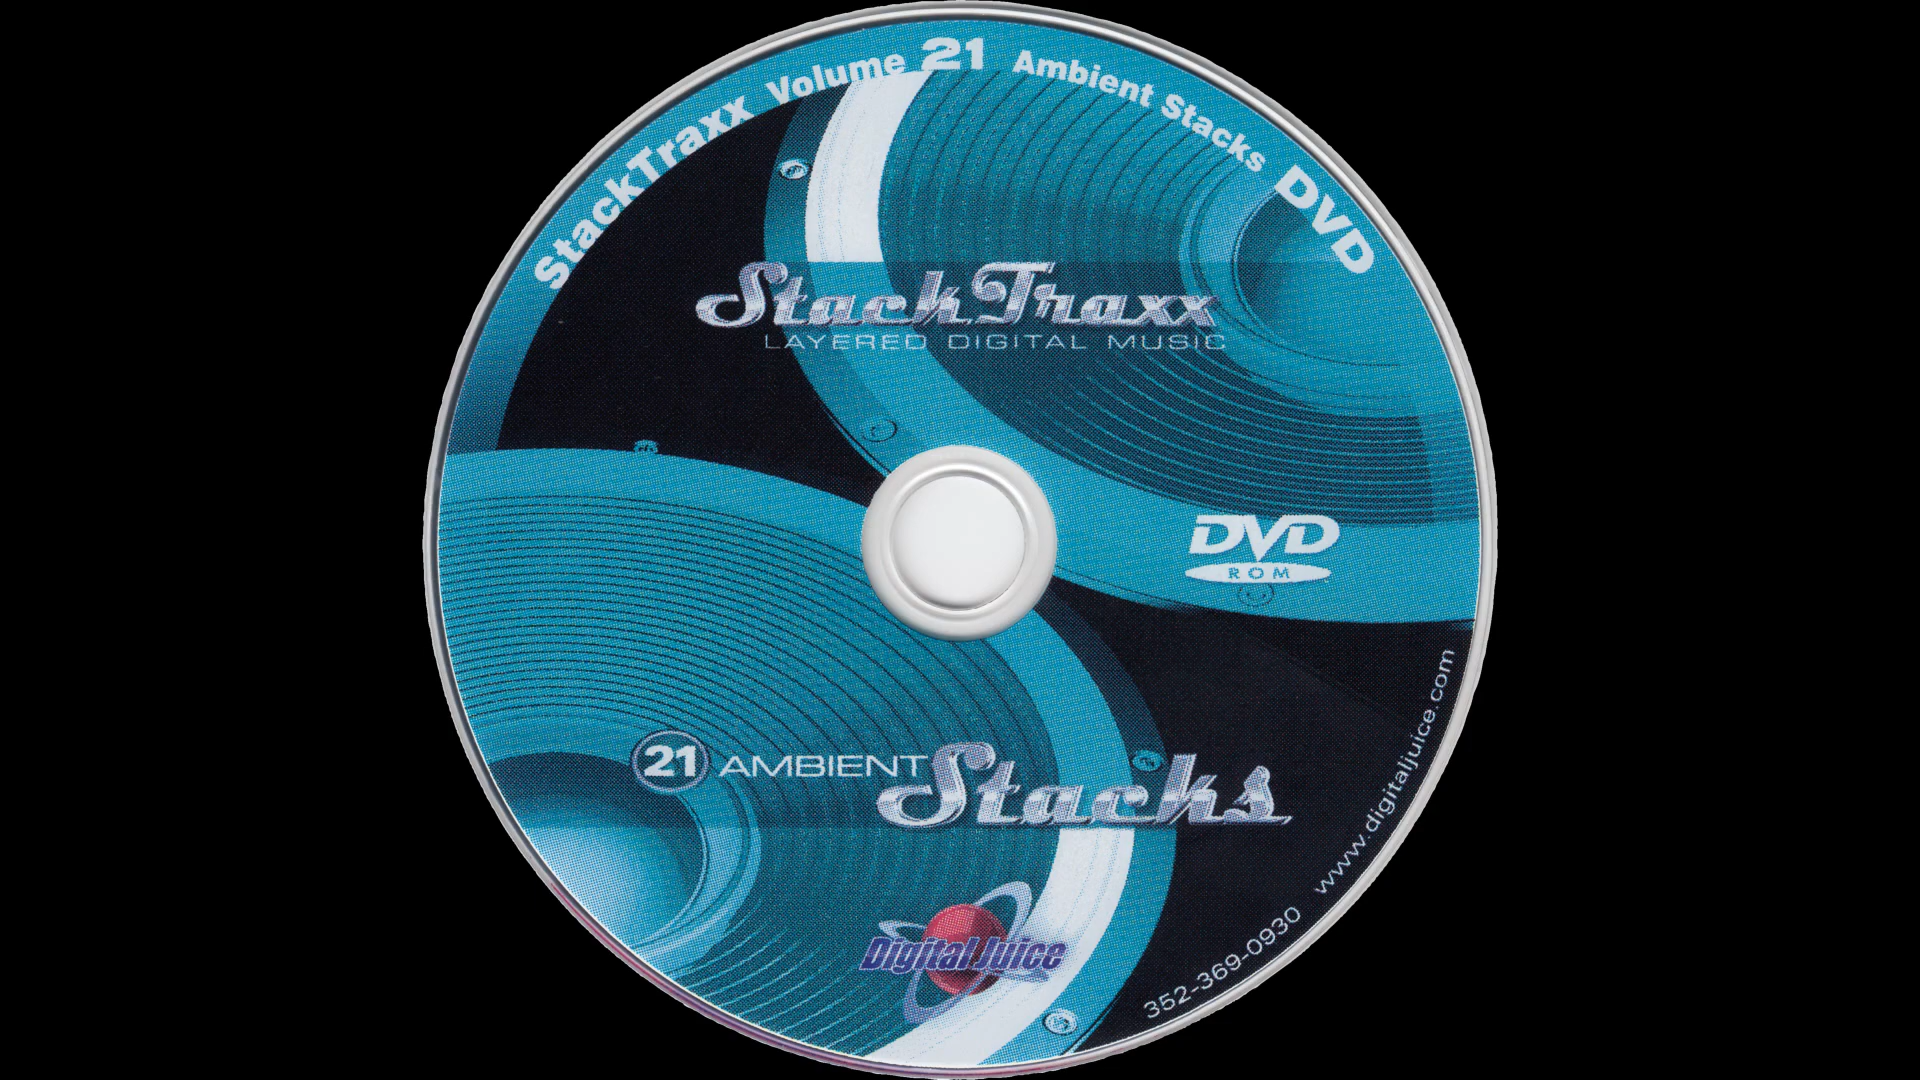 StackTraxx Volume 21 Ambient Stacks DVD
StackTraxx
LAYERED DIGITAL MUSIC
DVD
ROM
21 AMBIENT Stacks
Digital Juice
www.digitaljuice.com
352-369-0930